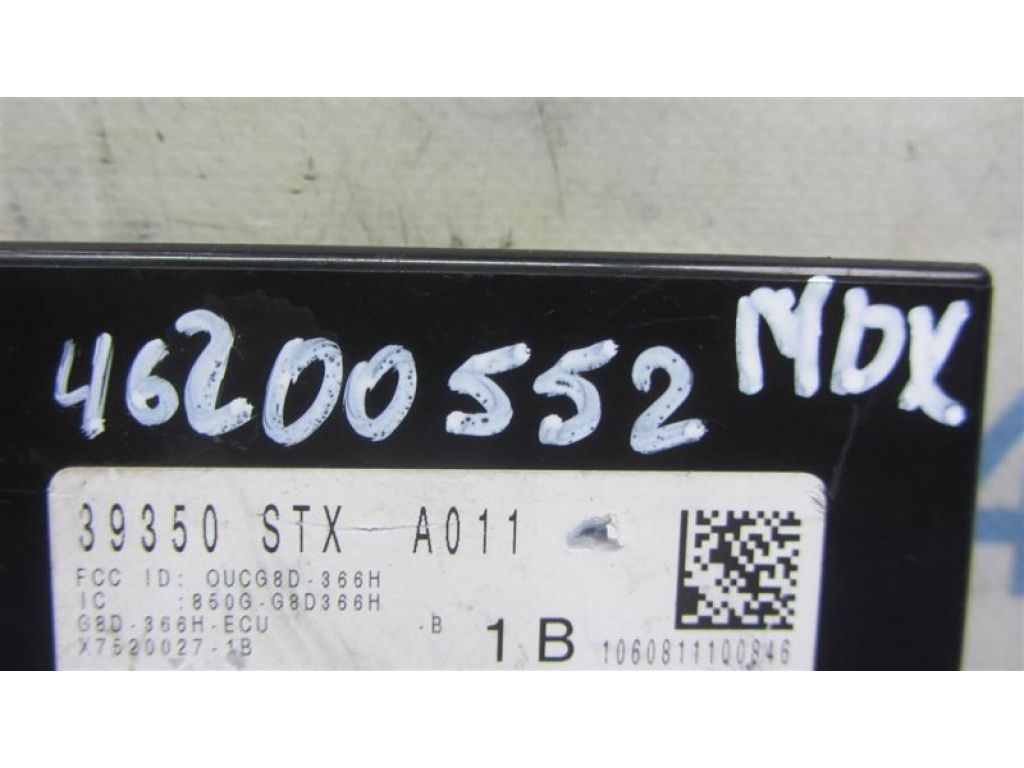 46200552 MDX
39350 STX A011
FCC ID: OUCG8D-366H
IC :850G-G8D366H
G8D-366H-ECU -B
X7520027-1B
1B
1060811100846